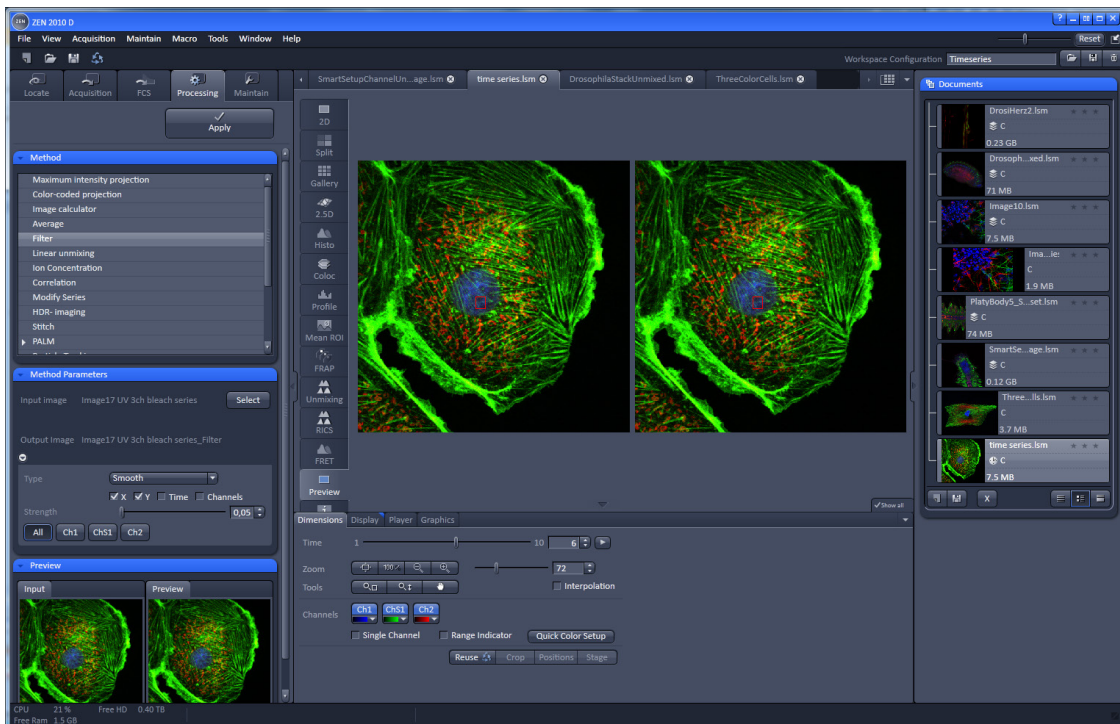 ZEN ZEN 2010 D
File View Acquisition Maintain Macro Tools Window Help
Reset
Workspace Configuration Timeseries
Locate Acquisition FCS Processing Maintain
Apply
Method
Maximum intensity projection
Color-coded projection
Image calculator
Average
Filter
Linear unmixing
Ion Concentration
Correlation
Modify Series
HDR- imaging
Stitch
PALM
Method Parameters
Input image Image17 UV 3ch bleach series Select
Output Image Image17 UV 3ch bleach series_Filter
Type Smooth
X Y Time Channels
Strength 0,05
All Ch1 ChS1 Ch2
Preview
Input Preview
SmartSetupChannelUn...age.lsm time series.lsm DrosophilaStackUnmixed.lsm ThreeColorCells.lsm
2D
Split
Gallery
2.5D
Histo
Coloc
Profile
Mean ROI
FRAP
Unmixing
RICS
FRET
Preview
Show all
Dimensions Display Player Graphics
Time 1 10 6
Zoom 100% 72
Tools Interpolation
Channels Ch1 ChS1 Ch2
Single Channel Range Indicator Quick Color Setup
Reuse Crop Positions Stage
Documents
DrosiHerz2.lsm
C
0.23 GB
Drosoph...xed.lsm
C
71 MB
Image10.lsm
C
7.5 MB
Ima...ies
C
1.9 MB
PlatyBody5_S...set.lsm
C
74 MB
SmartSe...age.lsm
C
0.12 GB
Three...lls.lsm
C
3.7 MB
time series.lsm
C
7.5 MB
X
CPU 21 % Free HD 0.40 TB
Free Ram 1.5 GB